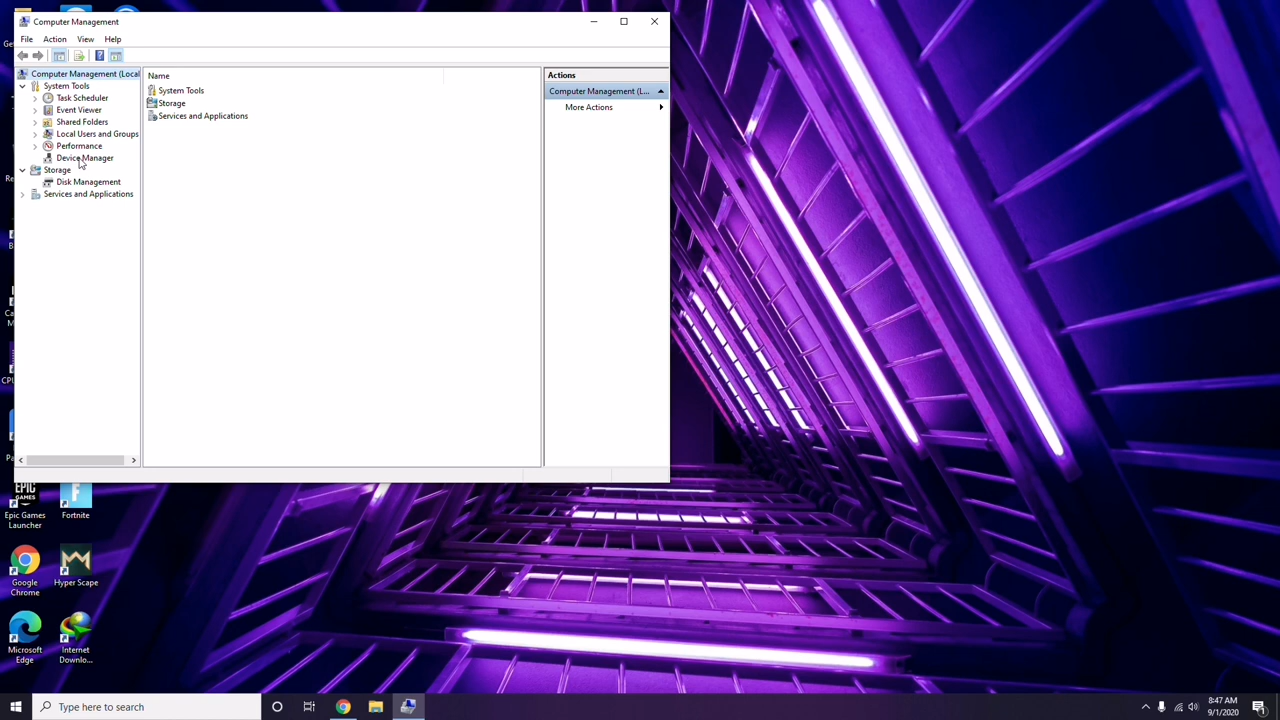 Computer Management
File Action View Help
Computer Management (Local
System Tools
Task Scheduler
Event Viewer
Shared Folders
Local Users and Groups
Performance
Device Manager
Storage
Disk Management
Services and Applications
Name
System Tools
Storage
Services and Applications
Actions
Computer Management (L...
More Actions
EPIC GAMES
Epic Games
Launcher
Fortnite
Google
Chrome
Hyper Scape
Microsoft
Edge
Internet
Downlo...
Type here to search
8:47 AM
9/1/2020